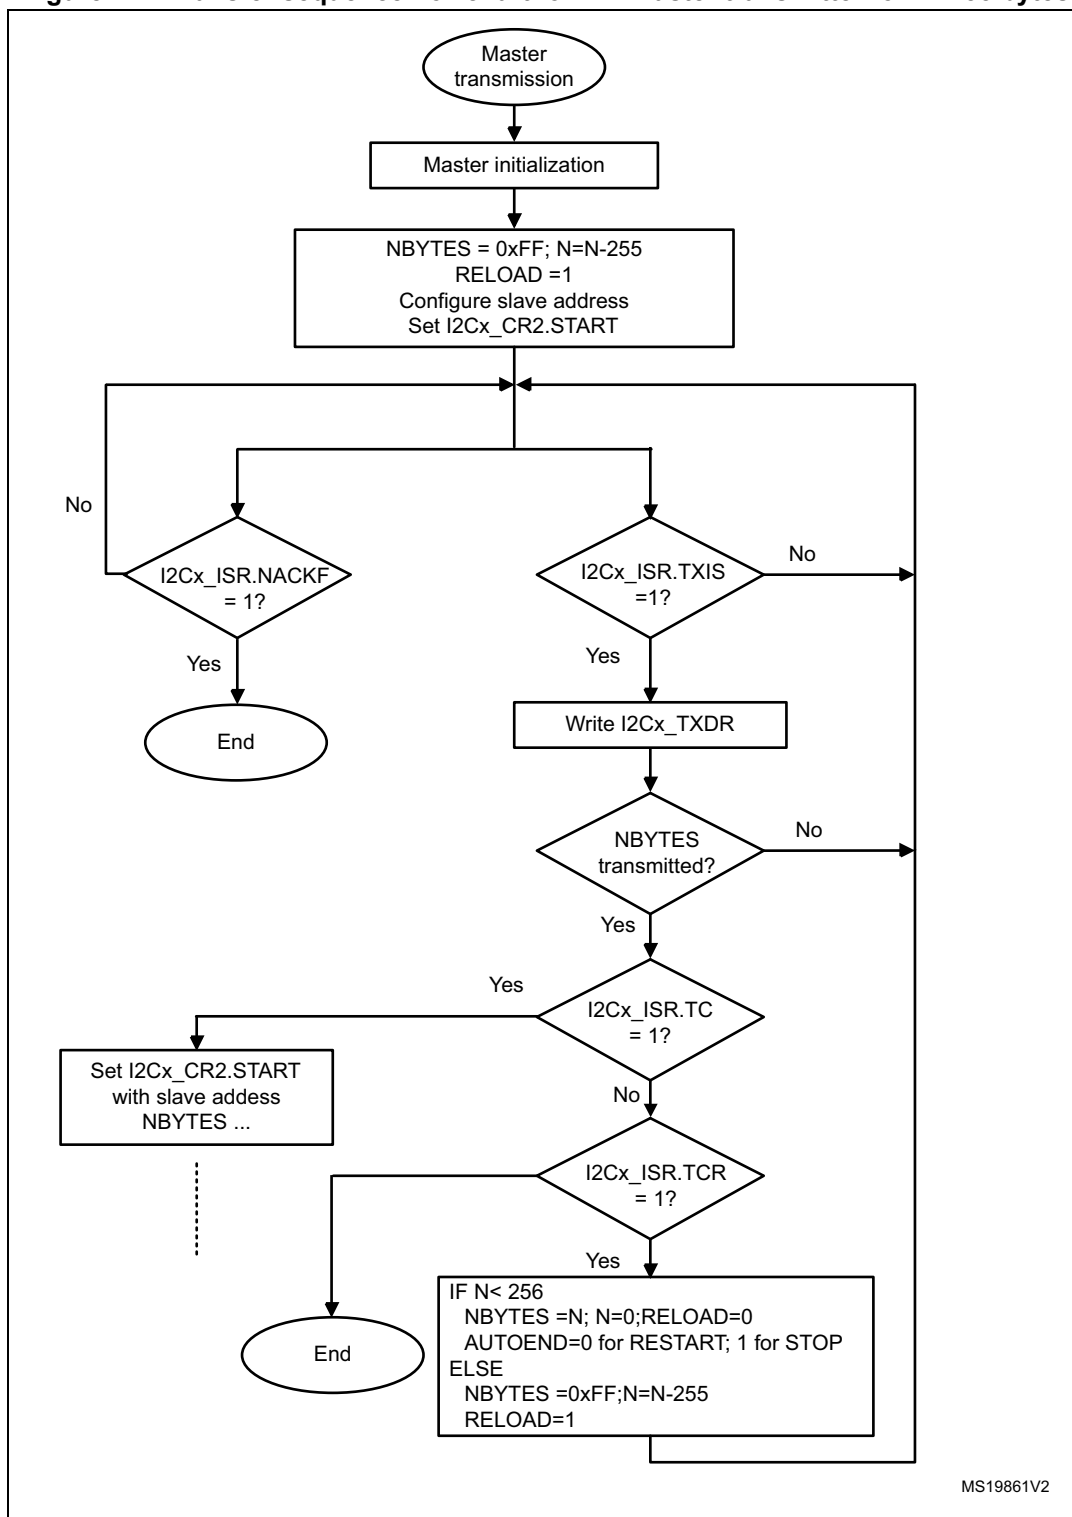 Master
transmission
Master initialization
NBYTES = 0xFF; N=N-255
RELOAD =1
Configure slave address
Set I2Cx_CR2.START
No
I2Cx_ISR.NACKF
= 1?
Yes
End
I2Cx_ISR.TXIS
=1?
No
Yes
Write I2Cx_TXDR
NBYTES
transmitted?
No
Yes
I2Cx_ISR.TC
= 1?
Yes
Set I2Cx_CR2.START
with slave addess
NBYTES ...
No
I2Cx_ISR.TCR
= 1?
Yes
End
IF N< 256
NBYTES =N; N=0;RELOAD=0
AUTOEND=0 for RESTART; 1 for STOP
ELSE
NBYTES =0xFF;N=N-255
RELOAD=1
MS19861V2